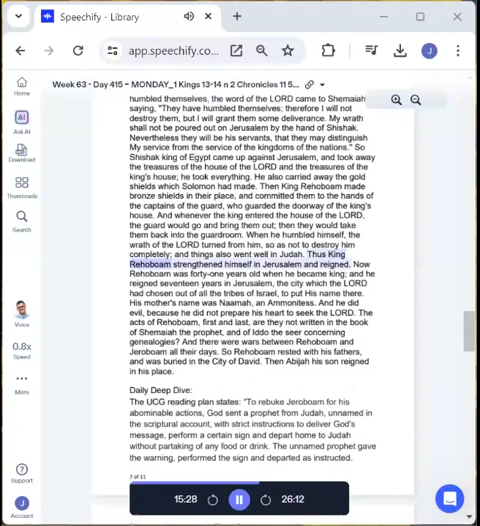 Speechify - Library
app.speechify.co...
J
Week 63 - Day 415 – MONDAY_1 Kings 13-14 n 2 Chronicles 11 5...
Home
AI
Ask AI
Download
Thumbnails
Search
Voice
0.8x
Speed
More
Support
J
Account
humbled themselves, the word of the LORD came to Shemaiah,
saying, "They have humbled themselves; therefore I will not
destroy them, but I will grant them some deliverance. My wrath
shall not be poured out on Jerusalem by the hand of Shishak.
Nevertheless they will be his servants, that they may distinguish
My service from the service of the kingdoms of the nations." So
Shishak king of Egypt came up against Jerusalem, and took away
the treasures of the house of the LORD and the treasures of the
king's house; he took everything. He also carried away the gold
shields which Solomon had made. Then King Rehoboam made
bronze shields in their place, and committed them to the hands of
the captains of the guard, who guarded the doorway of the king's
house. And whenever the king entered the house of the LORD,
the guard would go and bring them out; then they would take
them back into the guardroom. When he humbled himself, the
wrath of the LORD turned from him, so as not to destroy him
completely; and things also went well in Judah. Thus King
Rehoboam strengthened himself in Jerusalem and reigned. Now
Rehoboam was forty-one years old when he became king; and he
reigned seventeen years in Jerusalem, the city which the LORD
had chosen out of all the tribes of Israel, to put His name there.
His mother's name was Naamah, an Ammonitess. And he did
evil, because he did not prepare his heart to seek the LORD. The
acts of Rehoboam, first and last, are they not written in the book
of Shemaiah the prophet, and of Iddo the seer concerning
genealogies? And there were wars between Rehoboam and
Jeroboam all their days. So Rehoboam rested with his fathers,
and was buried in the City of David. Then Abijah his son reigned
in his place.
Daily Deep Dive:
The UCG reading plan states: "To rebuke Jeroboam for his
abominable actions, God sent a prophet from Judah, unnamed in
the scriptural account, with strict instructions to deliver God's
message, perform a certain sign and depart home to Judah
without partaking of any food or drink. The unnamed prophet gave
the warning, performed the sign and departed as instructed.
7 of 11
15:28
26:12